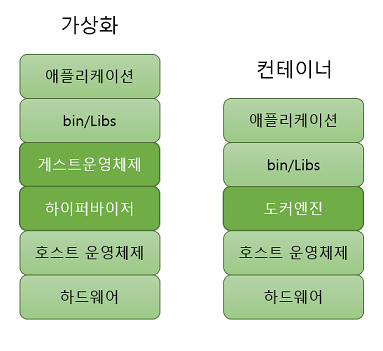 가상화
애플리케이션
bin/Libs
게스트운영체제
하이퍼바이저
호스트 운영체제
하드웨어
컨테이너
애플리케이션
bin/Libs
도커엔진
호스트 운영체제
하드웨어